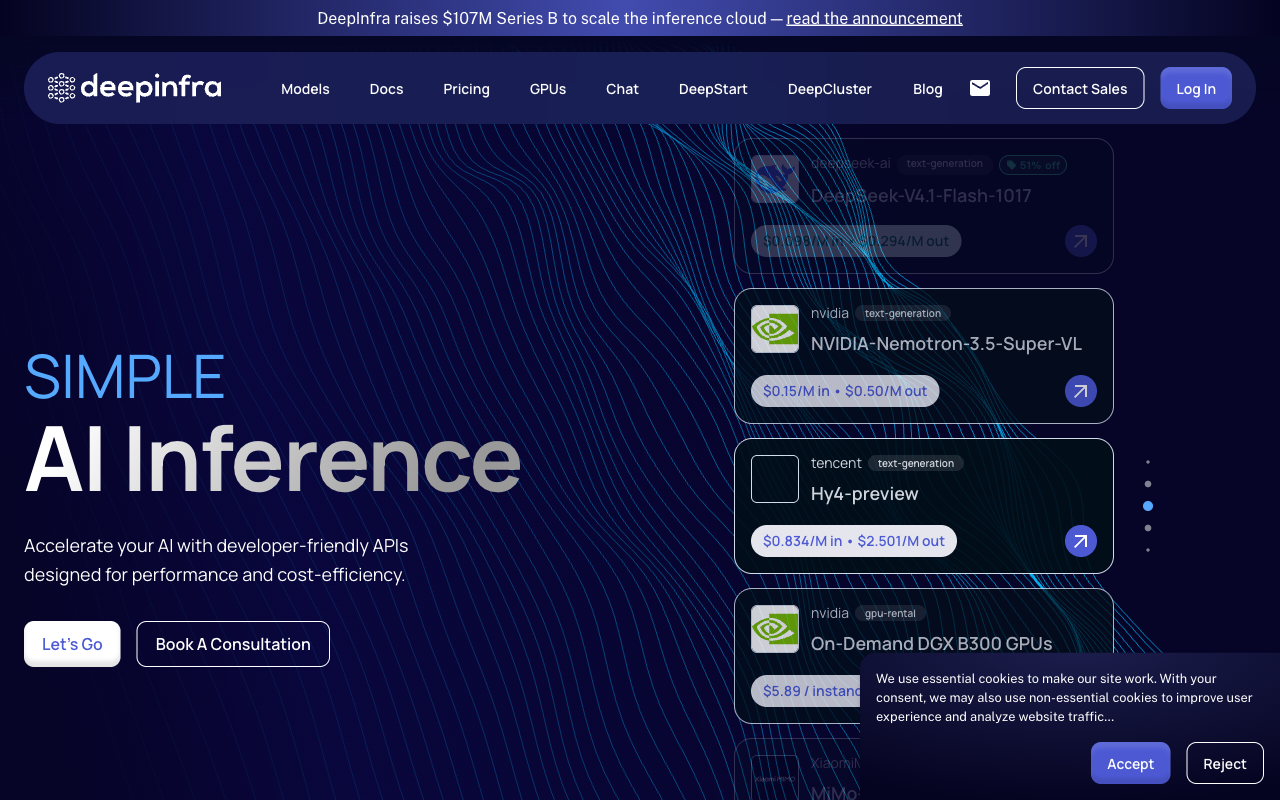 DeepInfra raises $107M Series B to scale the inference cloud — read the announcement
deepinfra
Models
Docs
Pricing
GPUs
Chat
DeepStart
DeepCluster
Blog
Contact Sales
Log In
deepseek-ai text-generation 51% off
DeepSeek-V4.1-Flash-1017
$0.098/M in • $0.294/M out
nvidia text-generation
NVIDIA-Nemotron-3.5-Super-VL
$0.15/M in • $0.50/M out
SIMPLE
AI Inference
Accelerate your AI with developer-friendly APIs
designed for performance and cost-efficiency.
Let's Go
Book A Consultation
tencent text-generation
Hy4-preview
$0.834/M in • $2.501/M out
nvidia gpu-rental
On-Demand DGX B300 GPUs
$5.89 /
We use essential cookies to make our site work. With your
consent, we may also use non-essential cookies to improve user
experience and analyze website traffic...
Accept
Reject